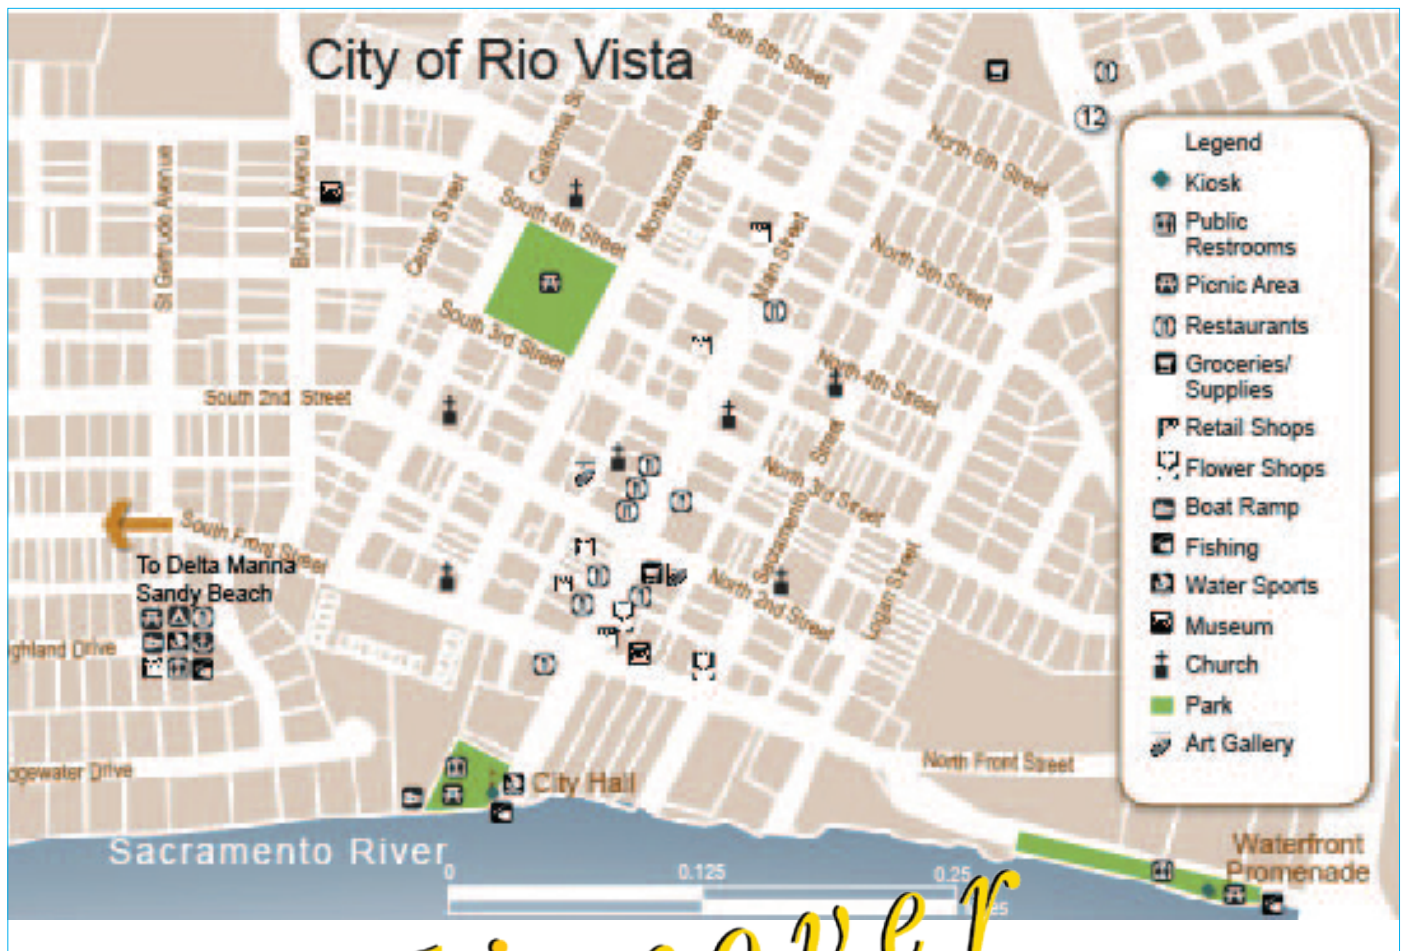 City of Rio Vista
South 6th Street
12
California St
Montezuma Street
North 6th Street
St Gertrude Avenue
Bruning Avenue
Center Street
South 4th Street
Main Street
North 5th Street
South 3rd Street
North 4th Street
South 2nd Street
Sacramento Street
North 3rd Street
South Front Street
To Delta Marina
Sandy Beach
North 2nd Street
Logan Street
ghland Drive
dgewater Drive
North Front Street
City Hall
Sacramento River
Waterfront
Promenade
0
0.125
0.25
Legend
Kiosk
Public
Restrooms
Picnic Area
Restaurants
Groceries/
Supplies
Retail Shops
Flower Shops
Boat Ramp
Fishing
Water Sports
Museum
Church
Park
Art Gallery